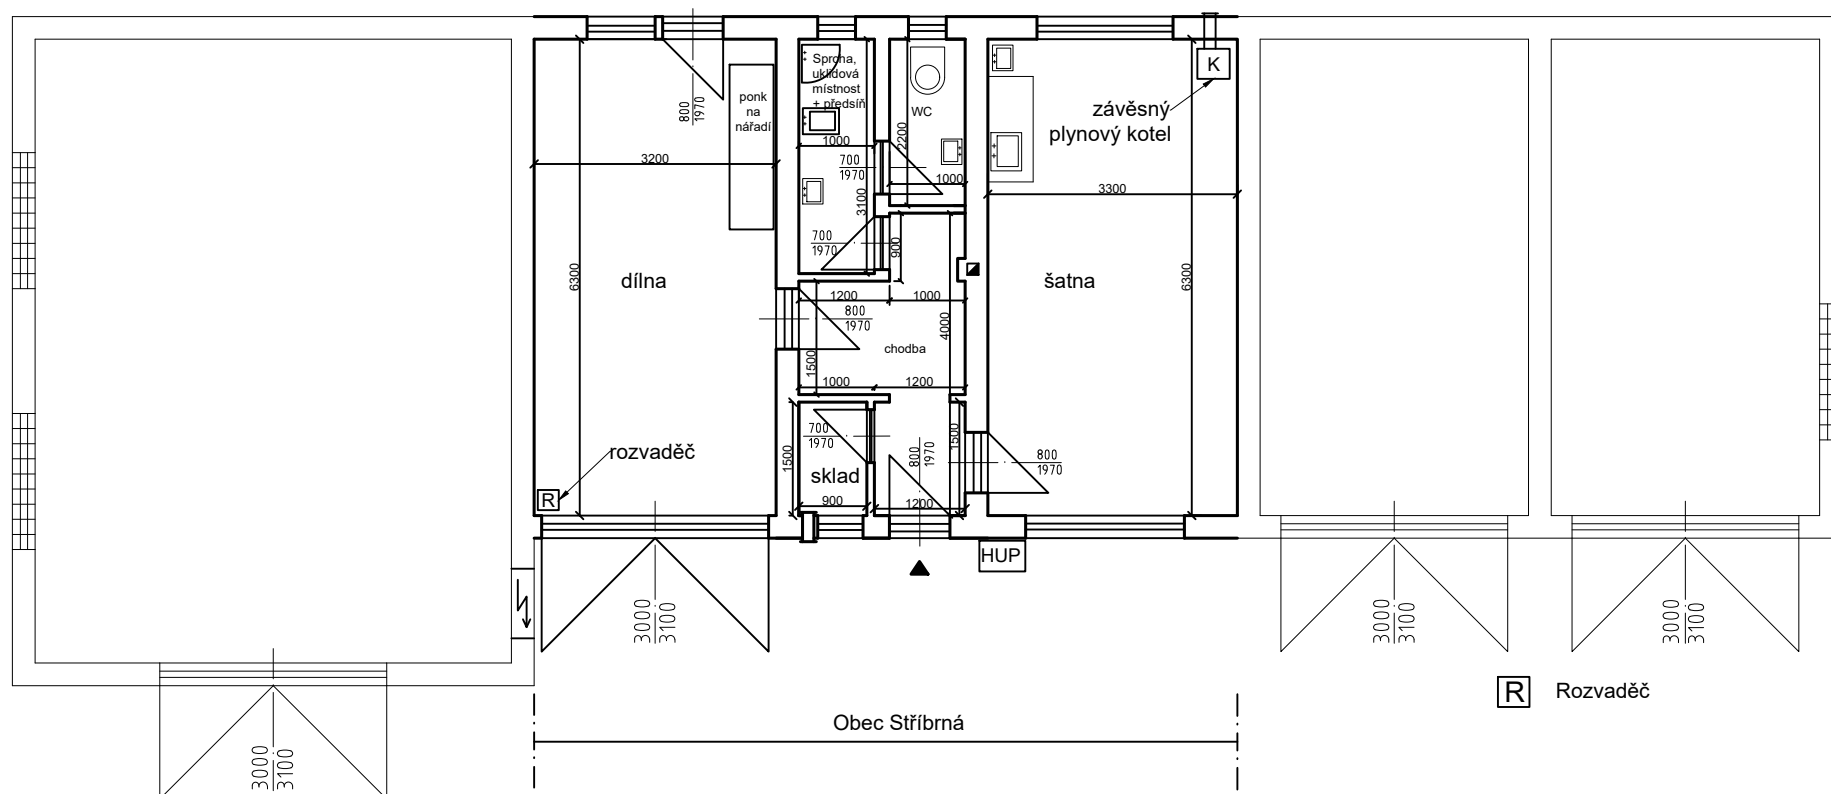 K
Sprcha,
uklidová
místnost
+ předsíň
ponk
na
nářadí
800
1970
WC
závěsný
plynový kotel
1000
2200
3200
700
1970
1000
3300
3100
700
1970
900
6300
dílna
šatna
6300
1200
1000
800
1970
4000
chodba
1500
1000
1200
700
1970
1500
800
1970
1500
800
1970
rozvaděč
sklad
R
900
1200
HUP
3000
3100
3000
3100
3000
3100
R Rozvaděč
Obec Stříbrná
3000
3100